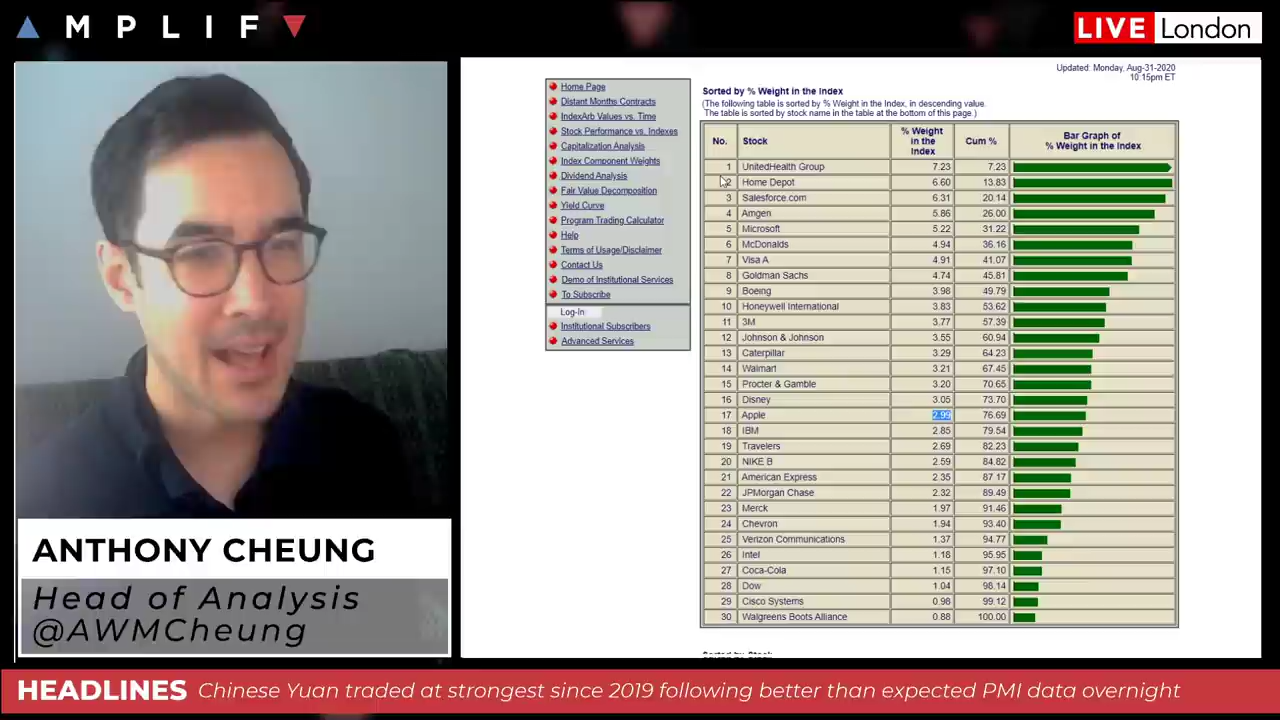 AMPLIFY
LIVE London
Updated: Monday, Aug-31-2020
10:15pm ET
Home Page
Distant Months Contracts
IndexArb Values vs. Time
Stock Performance vs. Indexes
Capitalization Analysis
Index Component Weights
Dividend Analysis
Fair Value Decomposition
Yield Curve
Program Trading Calculator
Help
Terms of Usage/Disclaimer
Contact Us
Demo of Institutional Services
To Subscribe
Log-In:
Institutional Subscribers
Advanced Services
Sorted by % Weight in the Index
(The following table is sorted by % Weight in the Index, in descending value.
The table is sorted by stock name in the table at the bottom of this page.)
No. Stock % Weight in the Index Cum % Bar Graph of % Weight in the Index
1 UnitedHealth Group 7.23 7.23
2 Home Depot 6.60 13.83
3 Salesforce.com 6.31 20.14
4 Amgen 5.86 26.00
5 Microsoft 5.22 31.22
6 McDonalds 4.94 36.16
7 Visa A 4.91 41.07
8 Goldman Sachs 4.74 45.81
9 Boeing 3.98 49.79
10 Honeywell International 3.83 53.62
11 3M 3.77 57.39
12 Johnson & Johnson 3.55 60.94
13 Caterpillar 3.29 64.23
14 Walmart 3.21 67.45
15 Procter & Gamble 3.20 70.65
16 Disney 3.05 73.70
17 Apple 2.99 76.69
18 IBM 2.85 79.54
19 Travelers 2.69 82.23
20 NIKE B 2.59 84.82
21 American Express 2.35 87.17
22 JPMorgan Chase 2.32 89.49
23 Merck 1.97 91.46
24 Chevron 1.94 93.40
25 Verizon Communications 1.37 94.77
26 Intel 1.18 95.95
27 Coca-Cola 1.15 97.10
28 Dow 1.04 98.14
29 Cisco Systems 0.98 99.12
30 Walgreens Boots Alliance 0.88 100.00
ANTHONY CHEUNG
Head of Analysis
@AWMCheung
HEADLINES Chinese Yuan traded at strongest since 2019 following better than expected PMI data overnight